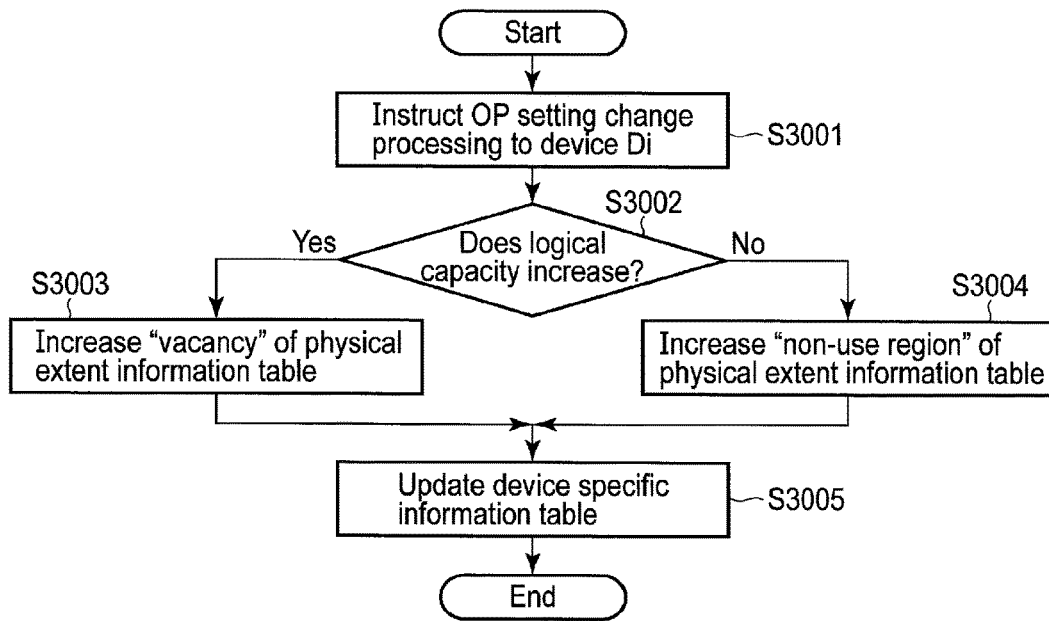 Start
Instruct OP setting change
processing to device Di
S3001
S3002
Yes
Does logical
capacity increase?
No
S3003
Increase “vacancy” of physical
extent information table
S3004
Increase “non-use region” of
physical extent information table
Update device specific
information table
S3005
End